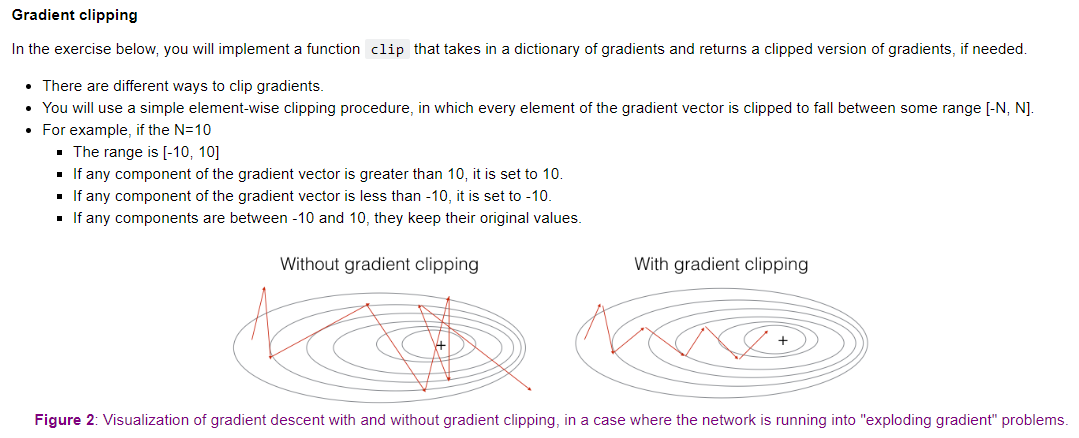 Gradient clipping
In the exercise below, you will implement a function clip that takes in a dictionary of gradients and returns a clipped version of gradients, if needed.
• There are different ways to clip gradients.
• You will use a simple element-wise clipping procedure, in which every element of the gradient vector is clipped to fall between some range [-N, N].
• For example, if the N=10
▪ The range is [-10, 10]
▪ If any component of the gradient vector is greater than 10, it is set to 10.
▪ If any component of the gradient vector is less than -10, it is set to -10.
▪ If any components are between -10 and 10, they keep their original values.
Without gradient clipping
With gradient clipping
+
+
Figure 2: Visualization of gradient descent with and without gradient clipping, in a case where the network is running into "exploding gradient" problems.